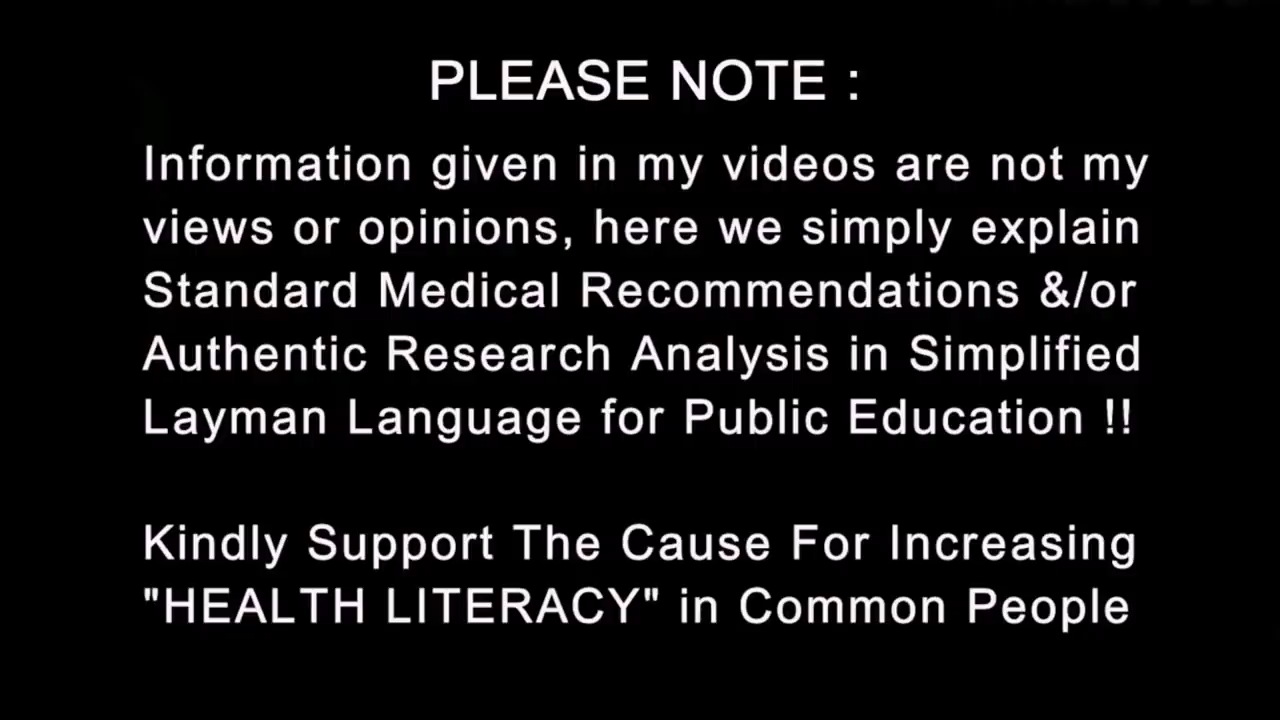 PLEASE NOTE :
Information given in my videos are not my
views or opinions, here we simply explain
Standard Medical Recommendations &/or
Authentic Research Analysis in Simplified
Layman Language for Public Education !!
Kindly Support The Cause For Increasing
"HEALTH LITERACY" in Common People